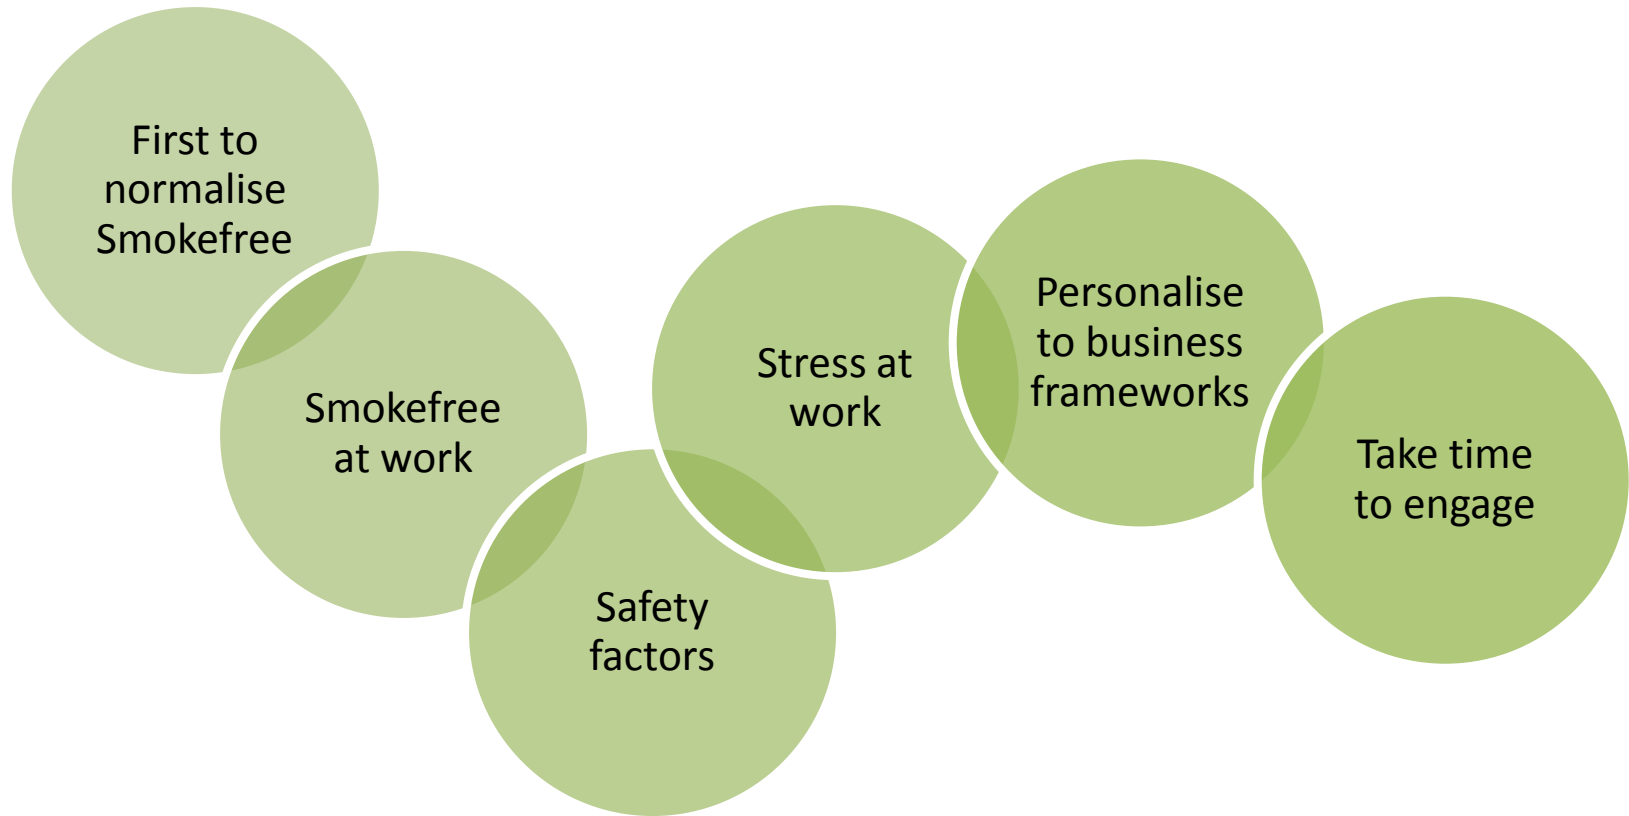 First to
normalise
Smokefree
Smokefree
at work
Safety
factors
Stress at
work
Personalise
to business
frameworks
Take time
to engage